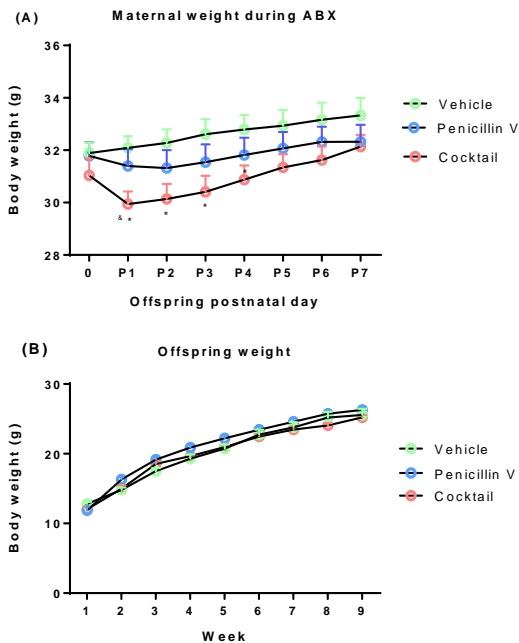 (A)
Maternal weight during ABX
Body weight (g)
36
34
32
30
28
& *
*
*
*
0 P1 P2 P3 P4 P5 P6 P7
Offspring postnatal day
Vehicle
Penicillin V
Cocktail
(B)
Offspring weight
Body weight (g)
30
20
10
0
1 2 3 4 5 6 7 8 9
Week
Vehicle
Penicillin V
Cocktail